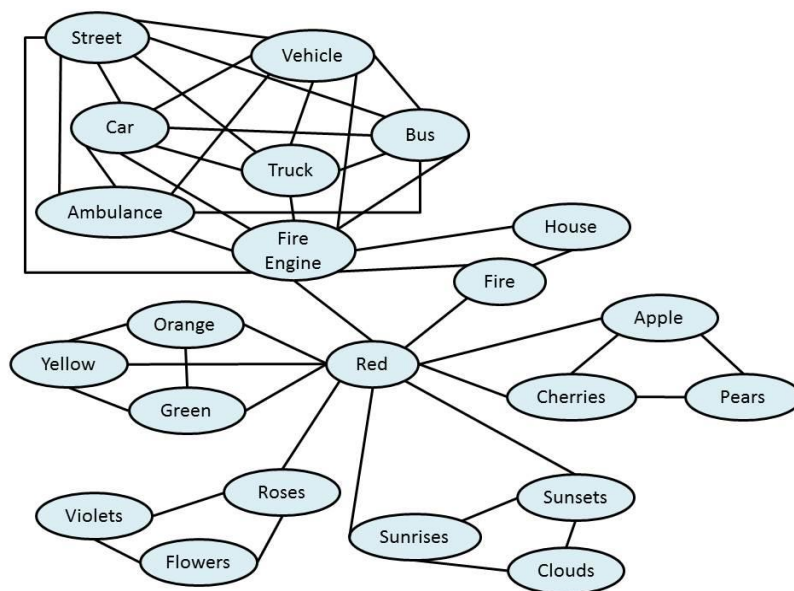 Street
Vehicle
Car
Bus
Truck
Ambulance
Fire
Engine
House
Fire
Orange
Apple
Yellow
Red
Green
Cherries
Pears
Roses
Sunsets
Violets
Sunrises
Flowers
Clouds